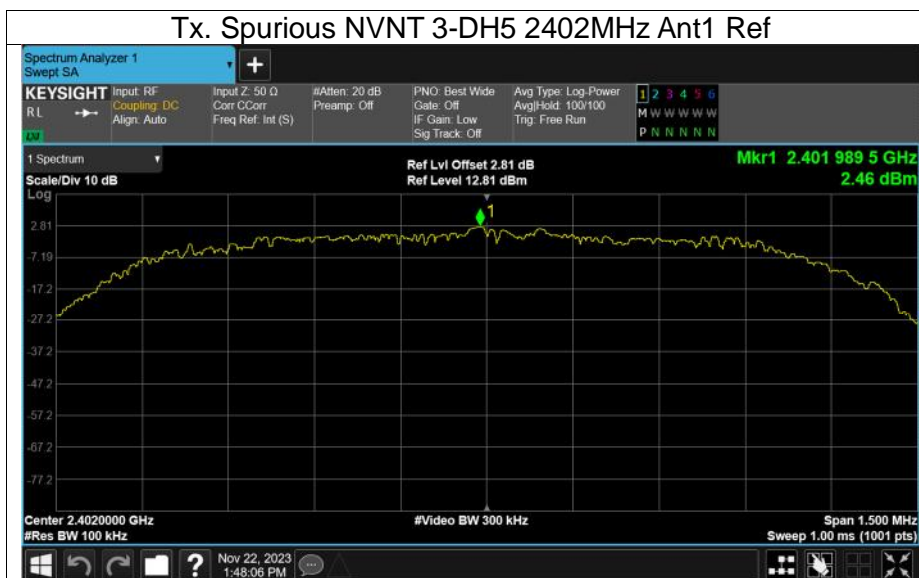 Tx. Spurious NVNT 3-DH5 2402MHz Ant1 Ref
Spectrum Analyzer 1
Swept SA
+
KEYSIGHT
RL
Input: RF
Coupling: DC
Align: Auto
Input Z: 50 Ω
Corr CCorr
Freq Ref: Int (S)
#Atten: 20 dB
Preamp: Off
PNO: Best Wide
Gate: Off
IF Gain: Low
Sig Track: Off
Avg Type: Log-Power
Avg|Hold: 100/100
Trig: Free Run
1 2 3 4 5 6
M W W W W W
P N N N N N
1 Spectrum
Scale/Div 10 dB
Log
Ref Lvl Offset 2.81 dB
Ref Level 12.81 dBm
Mkr1 2.401 989 5 GHz
2.46 dBm
1
2.81
-7.19
-17.2
-27.2
-37.2
-47.2
-57.2
-67.2
-77.2
Center 2.4020000 GHz
#Res BW 100 kHz
#Video BW 300 kHz
Span 1.500 MHz
Sweep 1.00 ms (1001 pts)
?
Nov 22, 2023
1:48:06 PM